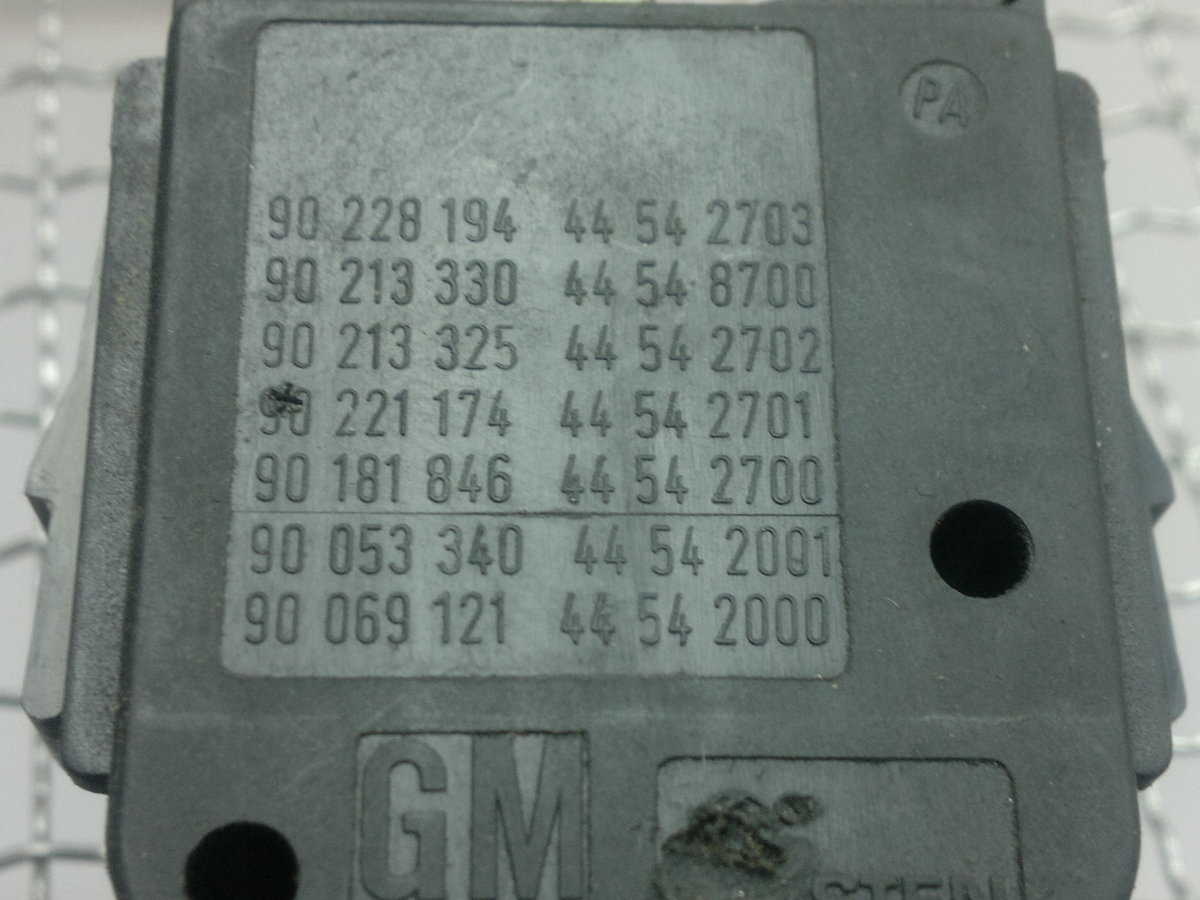 PA
90 228 194 44 54 2703
90 213 330 44 54 8700
90 213 325 44 54 2702
90 221 174 44 54 2701
90 181 846 44 54 2700
90 053 340 44 54 2001
90 069 121 44 54 2000
GM